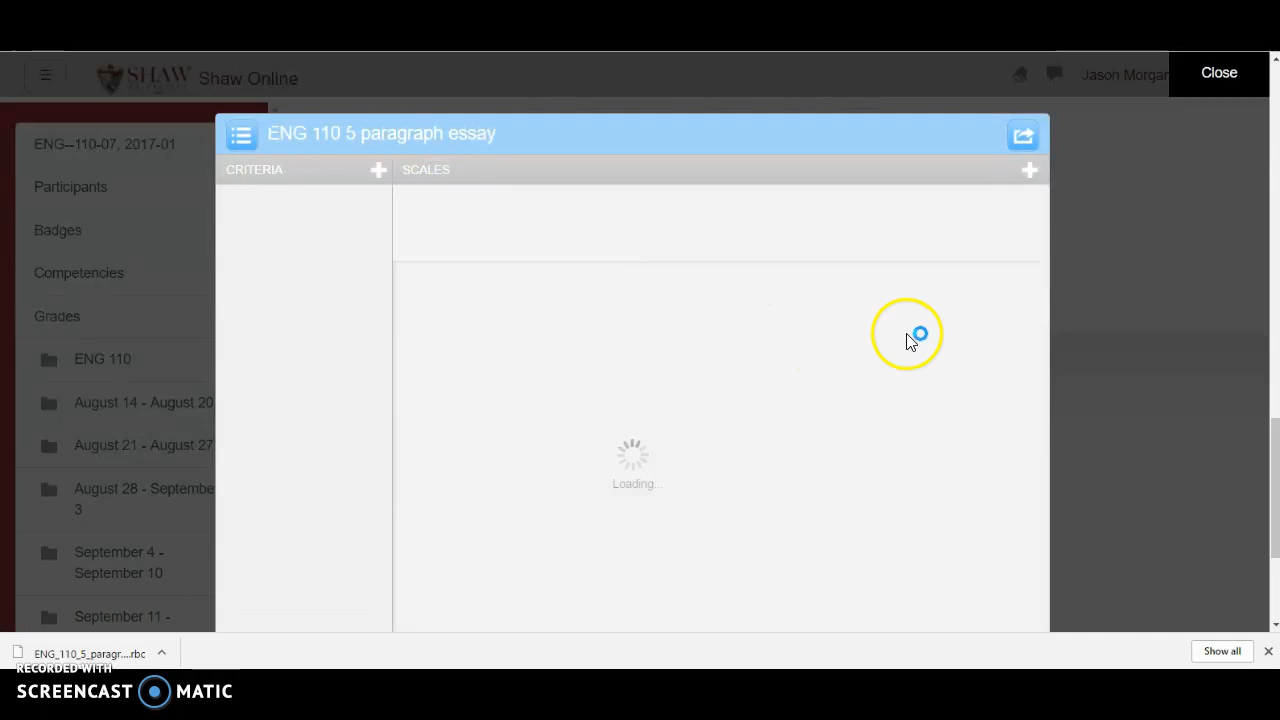 SHAW
Shaw Online
Jason Morgan
Close
ENG--110-07, 2017-01
Participants
Badges
Competencies
Grades
ENG 110
August 14 - August 20
August 21 - August 27
August 28 - September
3
September 4 -
September 10
September 11 -
ENG 110 5 paragraph essay
CRITERIA
SCALES
Loading...
ENG_110_5_paragr....rbc
Show all
RECORDED WITH
SCREENCAST MATIC